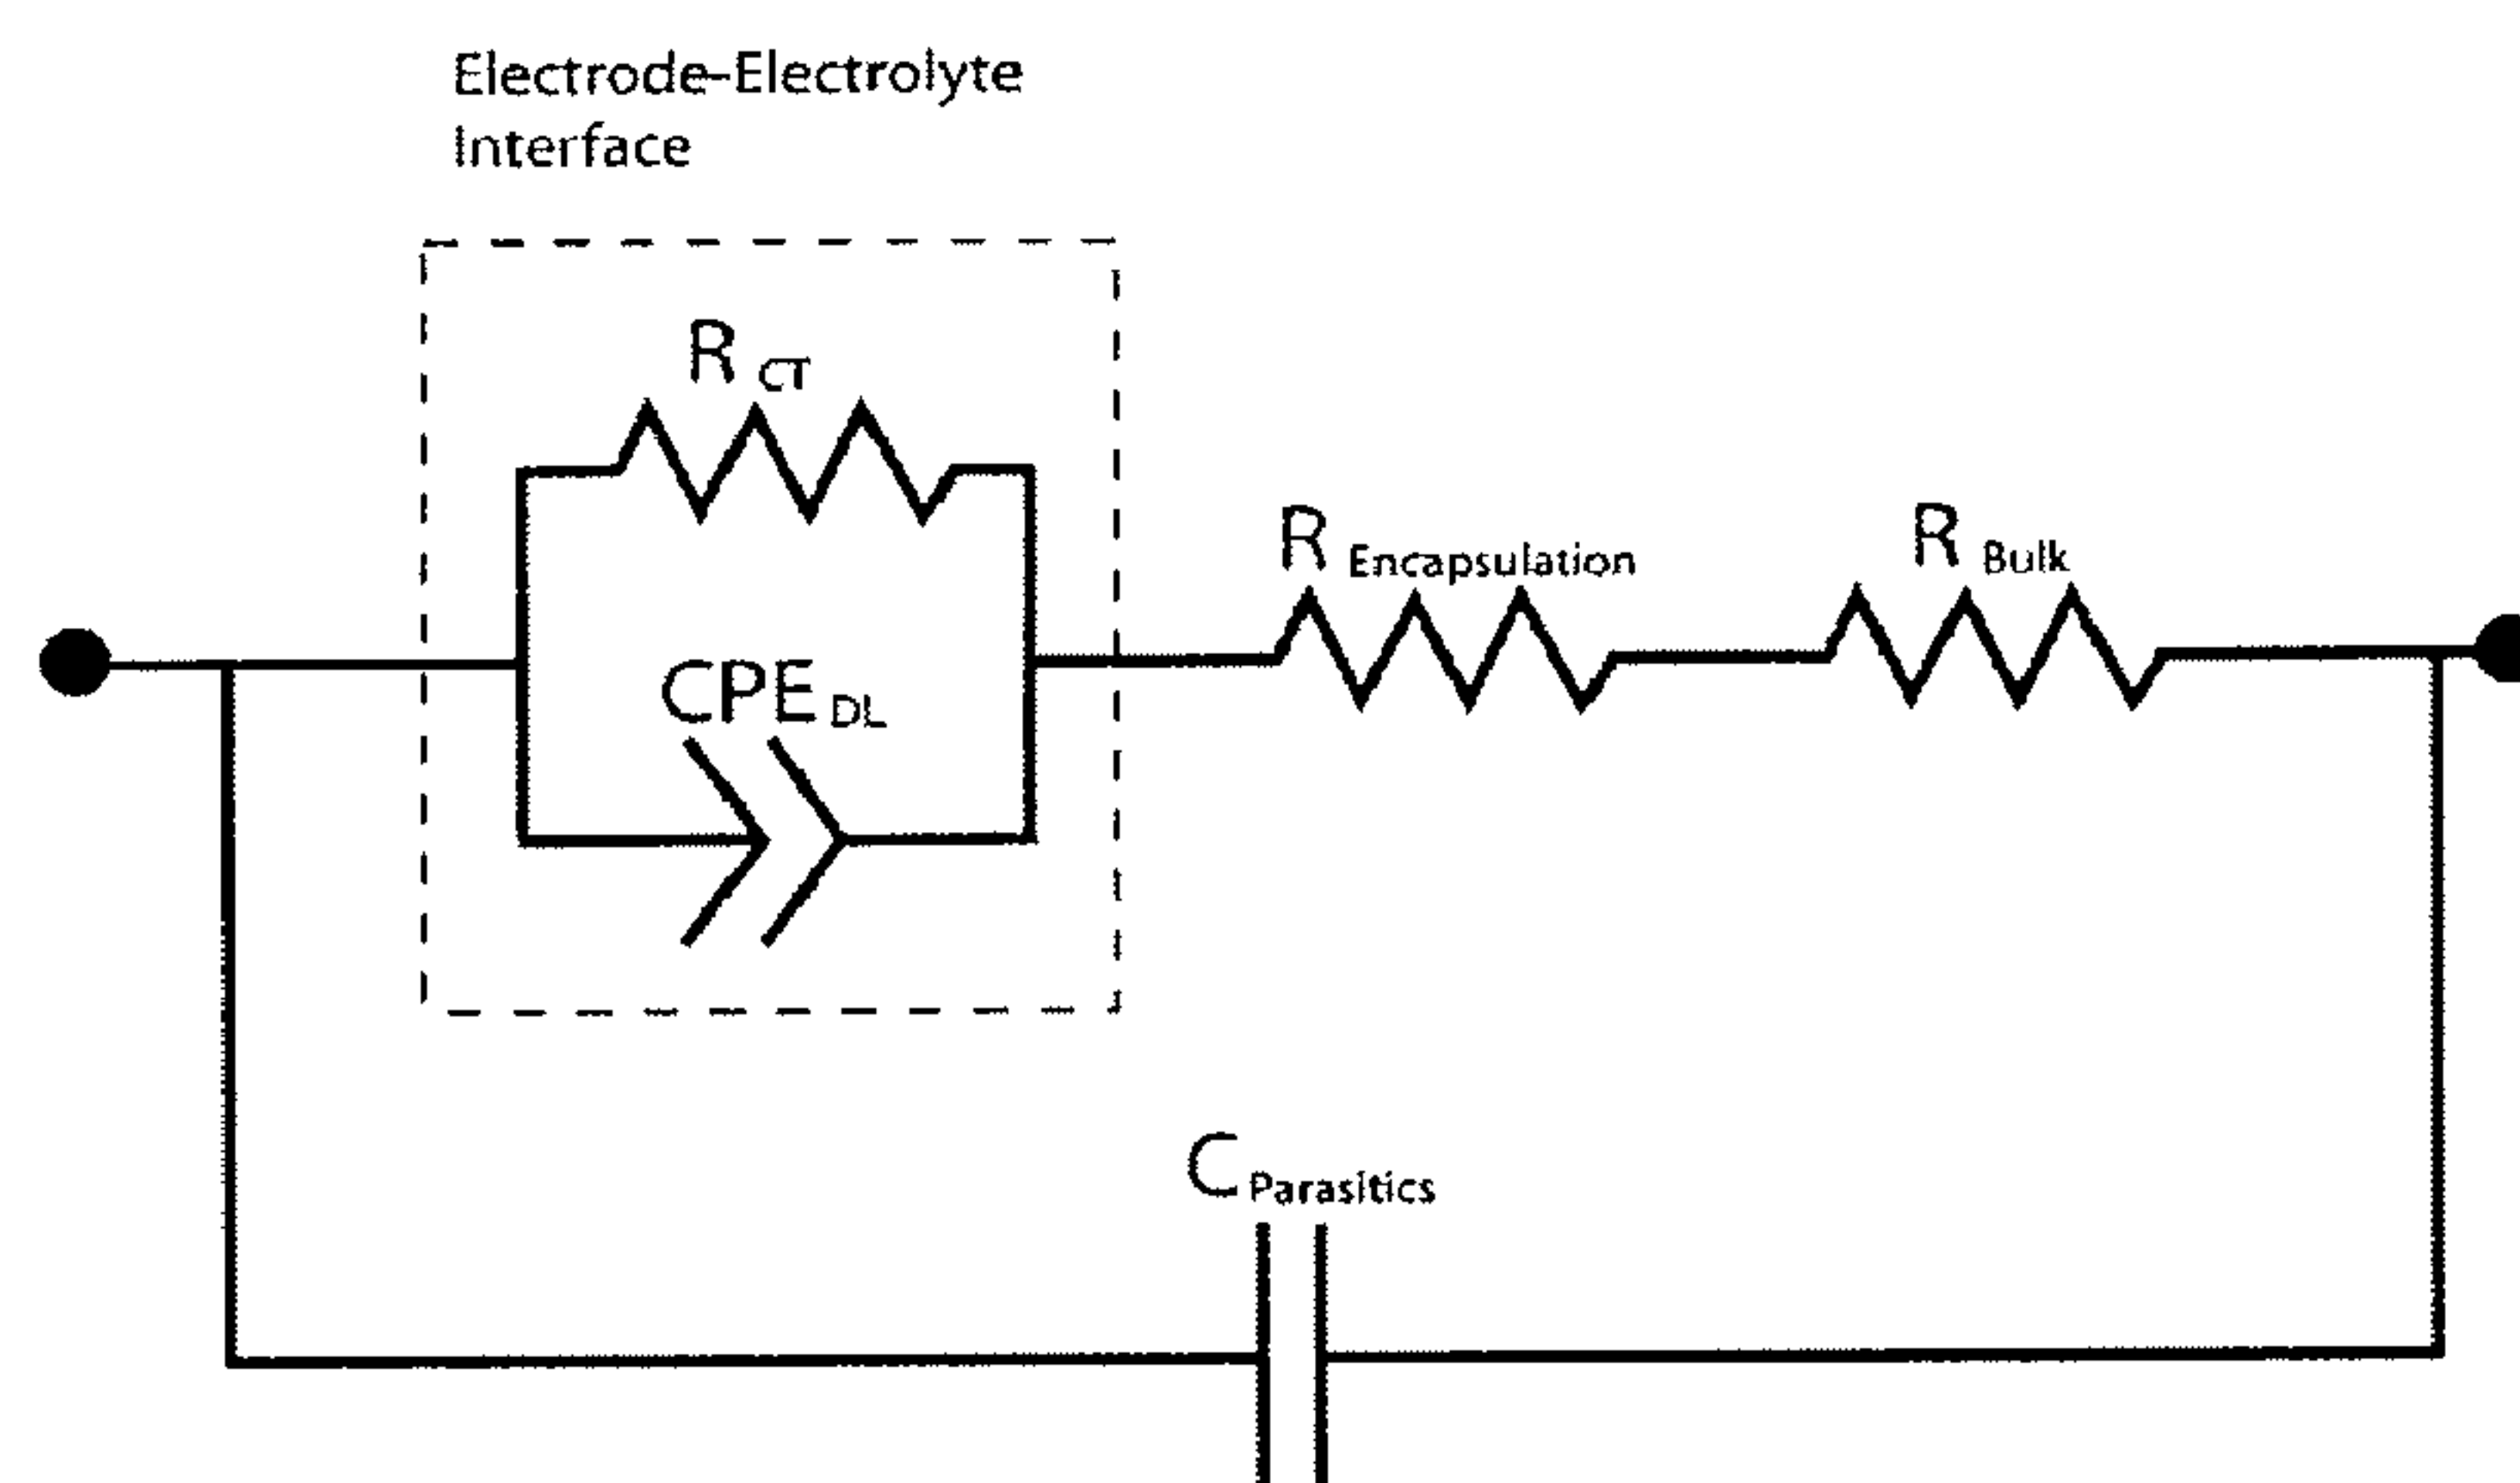 Electrode-Electrolyte
Interface
R CT
R Encapsulation
R Bulk
CPE DL
C Parasitics